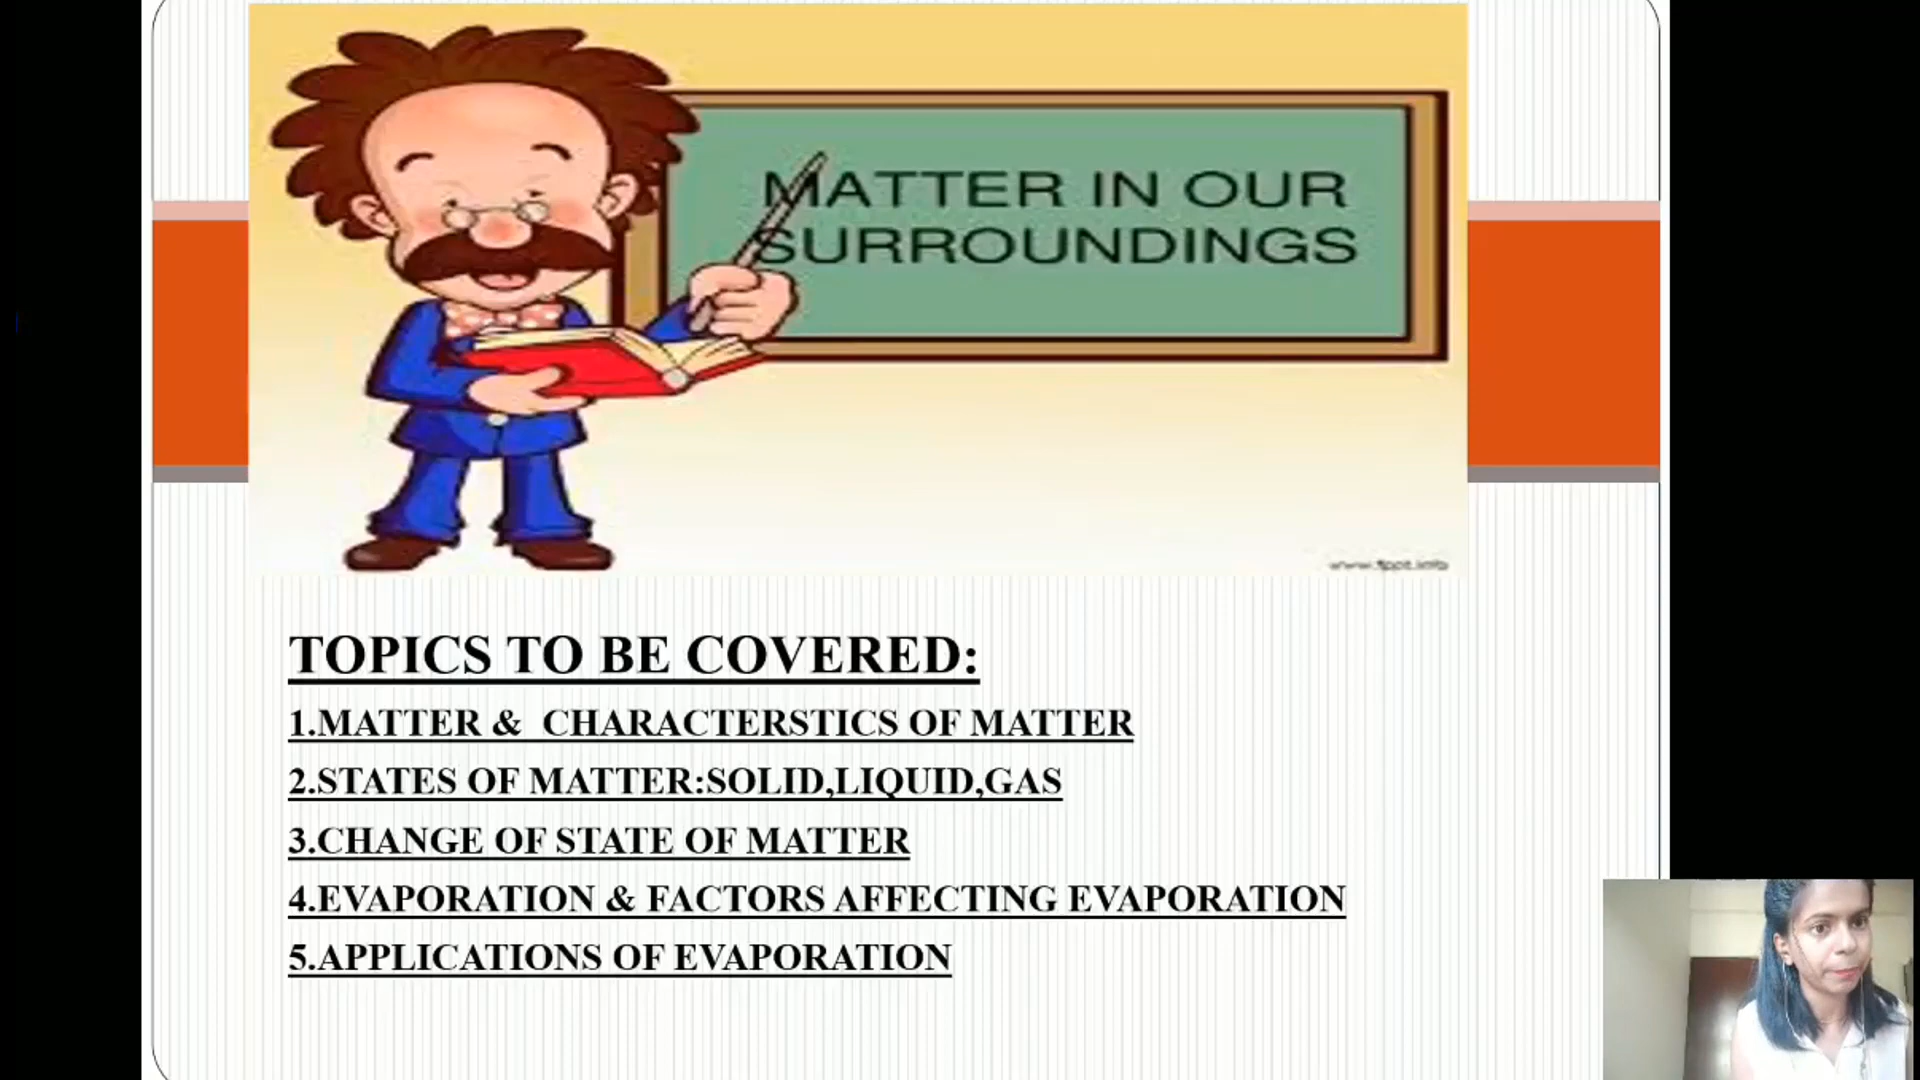 MATTER IN OUR
SURROUNDINGS
TOPICS TO BE COVERED:
1.MATTER & CHARACTERSTICS OF MATTER
2.STATES OF MATTER:SOLID,LIQUID,GAS
3.CHANGE OF STATE OF MATTER
4.EVAPORATION & FACTORS AFFECTING EVAPORATION
5.APPLICATIONS OF EVAPORATION